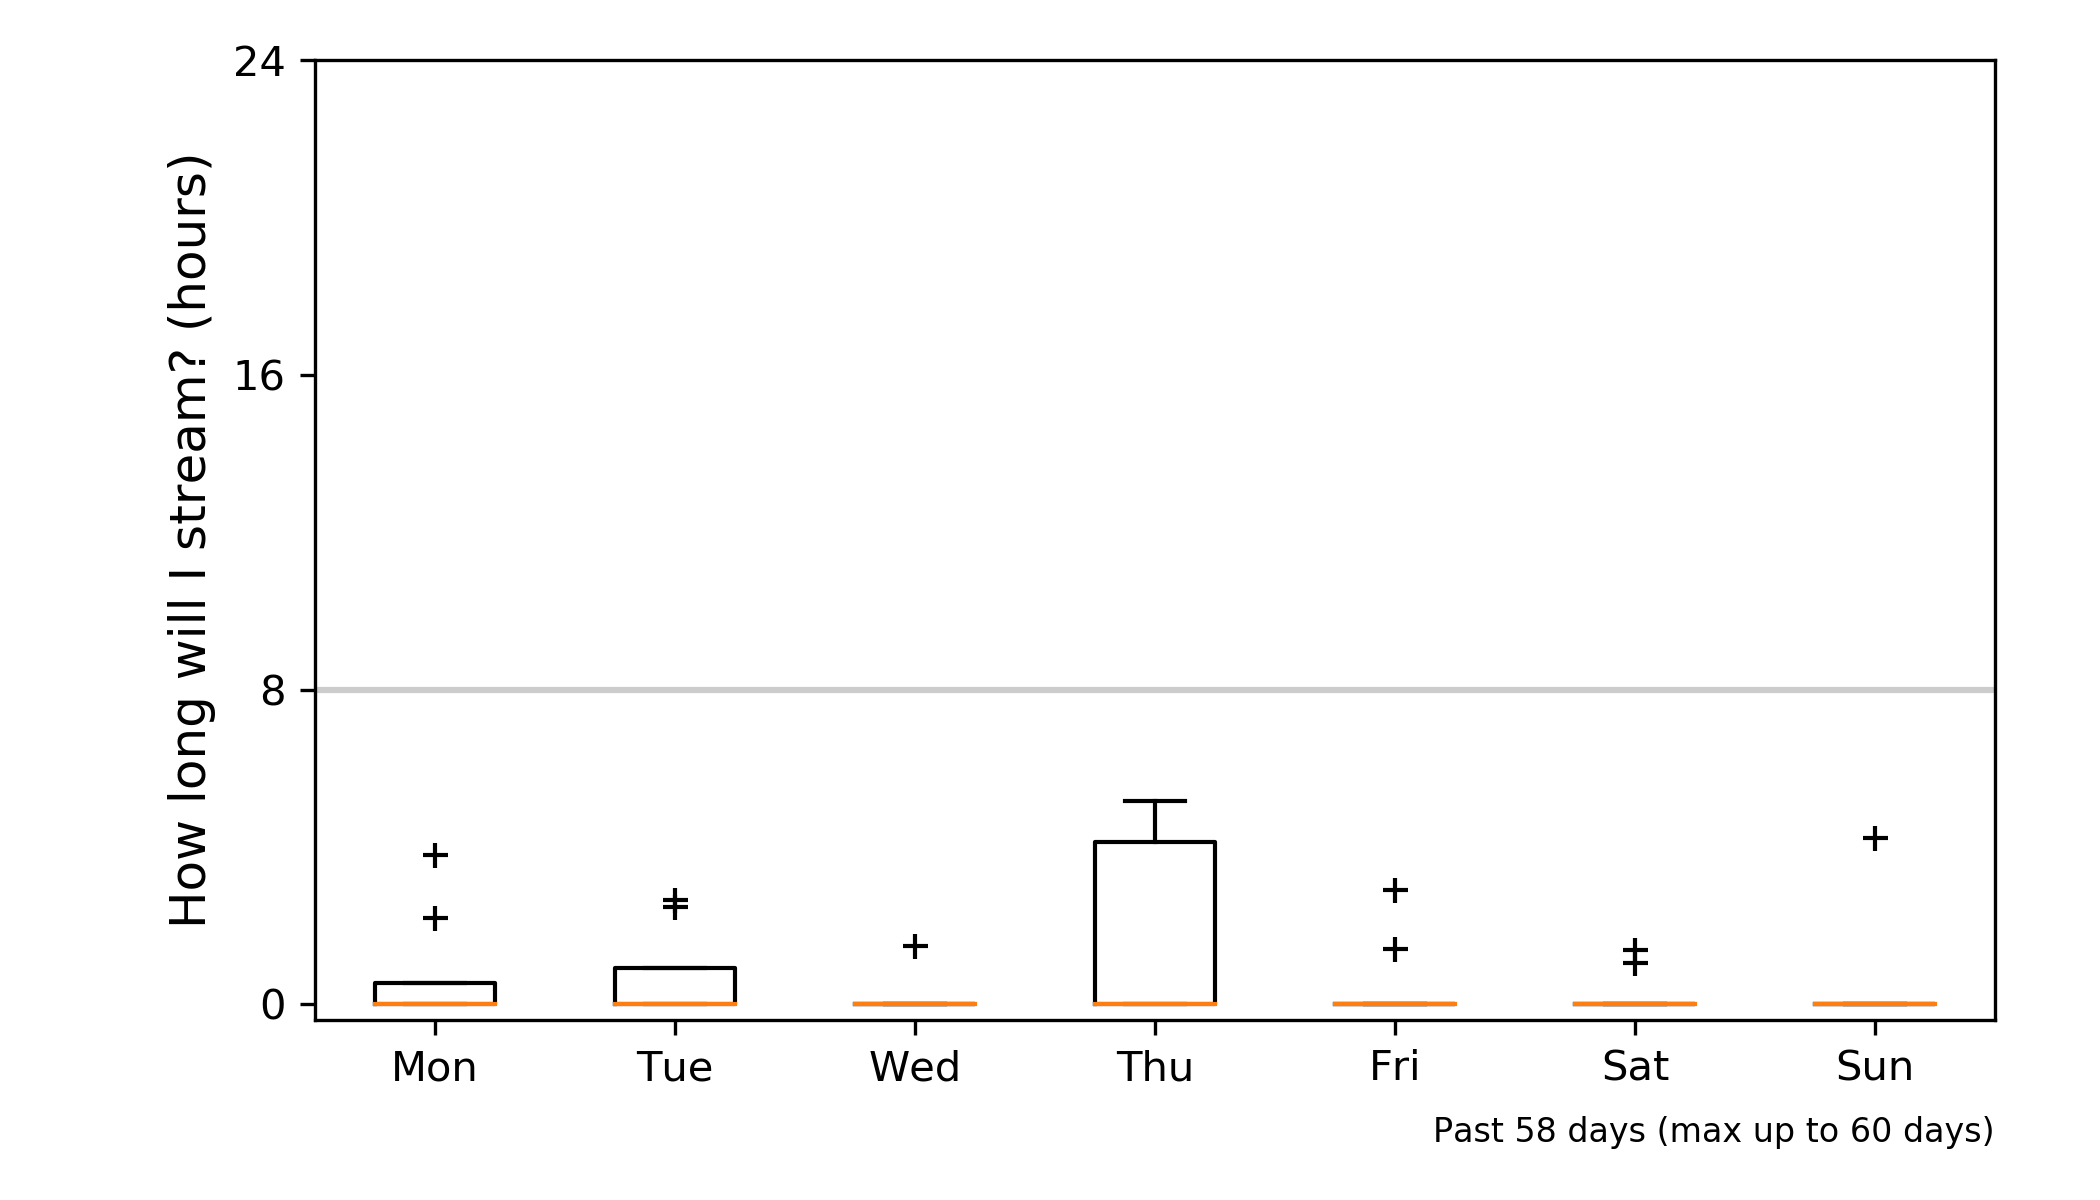 How long will I stream? (hours)
24
16
8
0
Mon Tue Wed Thu Fri Sat Sun
Past 58 days (max up to 60 days)